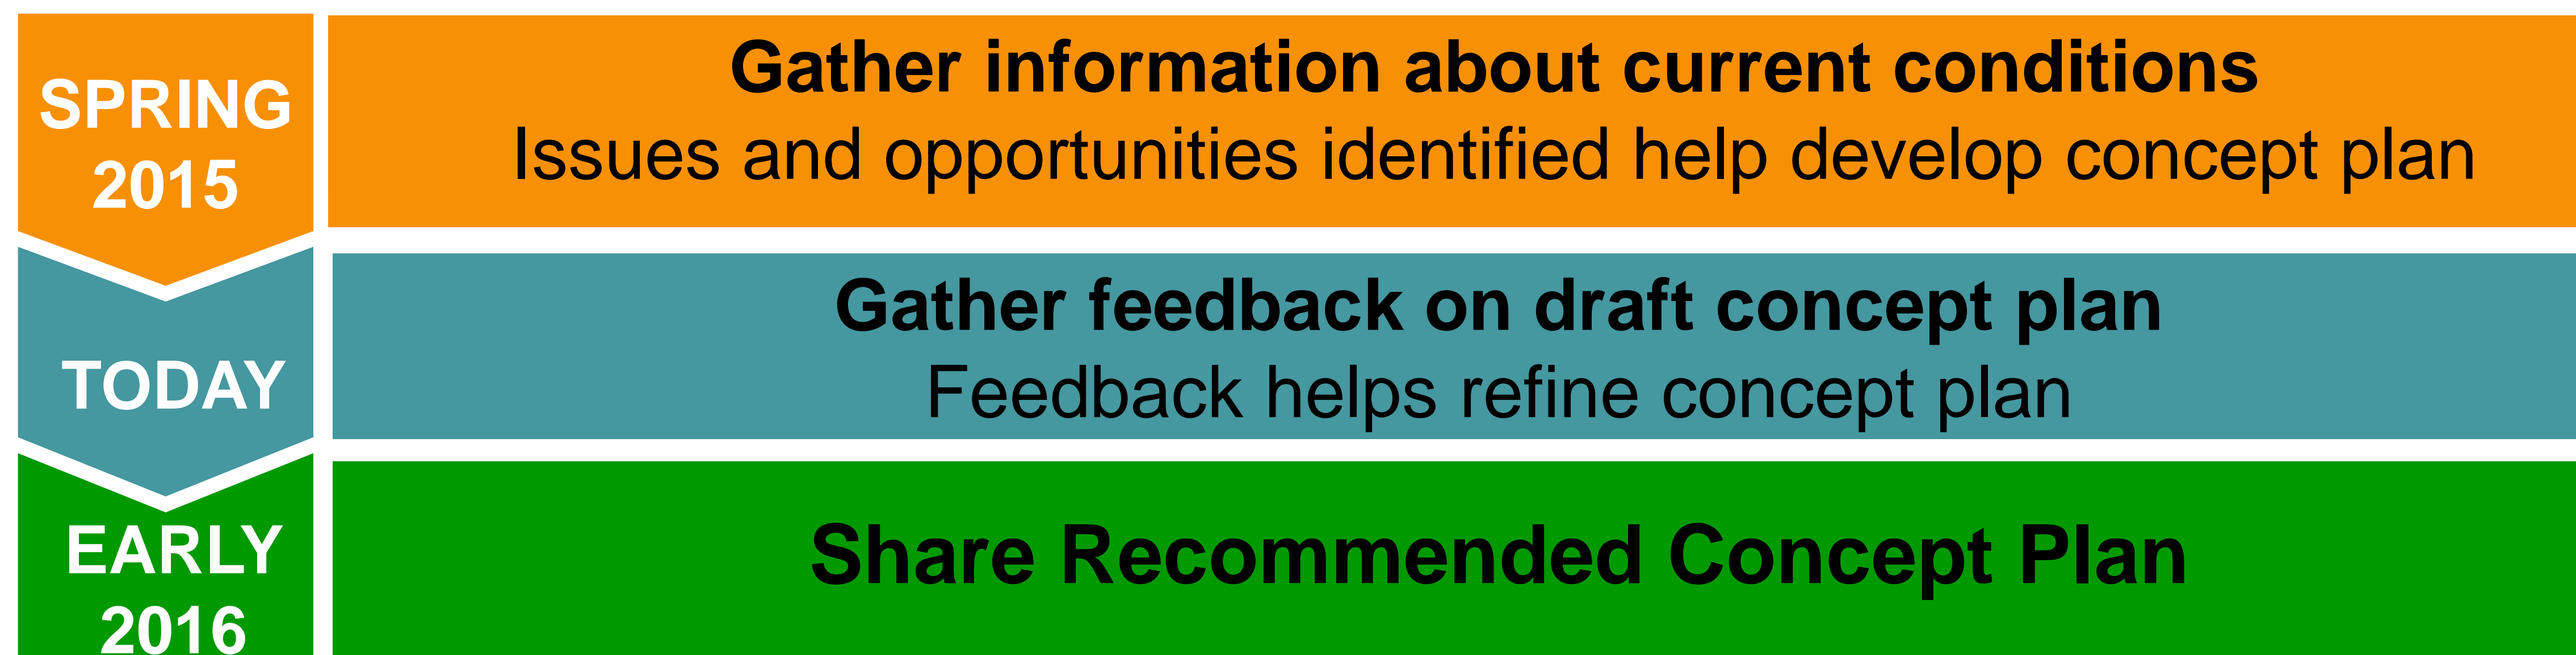 SPRING
2015
Gather information about current conditions
Issues and opportunities identified help develop concept plan
TODAY
Gather feedback on draft concept plan
Feedback helps refine concept plan
EARLY
2016
Share Recommended Concept Plan